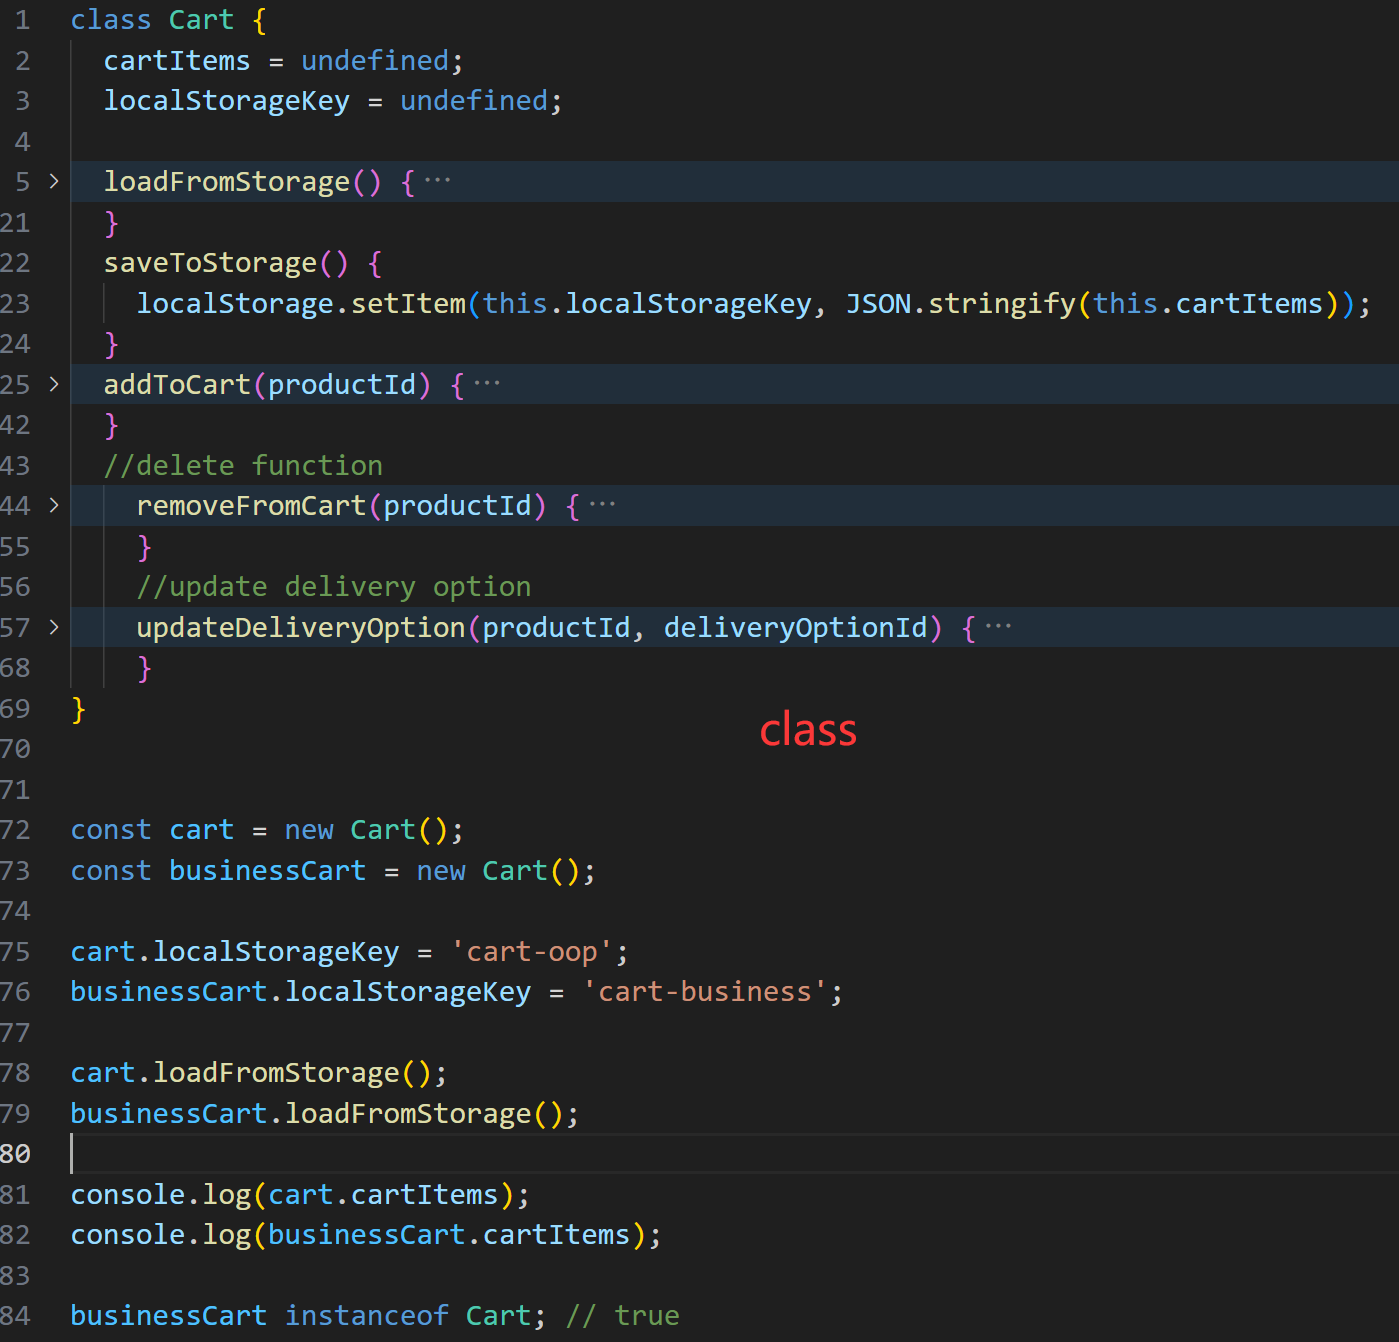 1 class Cart {
2 cartItems = undefined;
3 localStorageKey = undefined;
4
5 > loadFromStorage() { ···
21 }
22 saveToStorage() {
23 localStorage.setItem(this.localStorageKey, JSON.stringify(this.cartItems));
24 }
25 > addToCart(productId) { ···
42 }
43 //delete function
44 > removeFromCart(productId) { ···
55 }
56 //update delivery option
57 > updateDeliveryOption(productId, deliveryOptionId) { ···
68 }
69 }
class
70
71
72 const cart = new Cart();
73 const businessCart = new Cart();
74
75 cart.localStorageKey = 'cart-oop';
76 businessCart.localStorageKey = 'cart-business';
77
78 cart.loadFromStorage();
79 businessCart.loadFromStorage();
80
81 console.log(cart.cartItems);
82 console.log(businessCart.cartItems);
83
84 businessCart instanceof Cart; // true